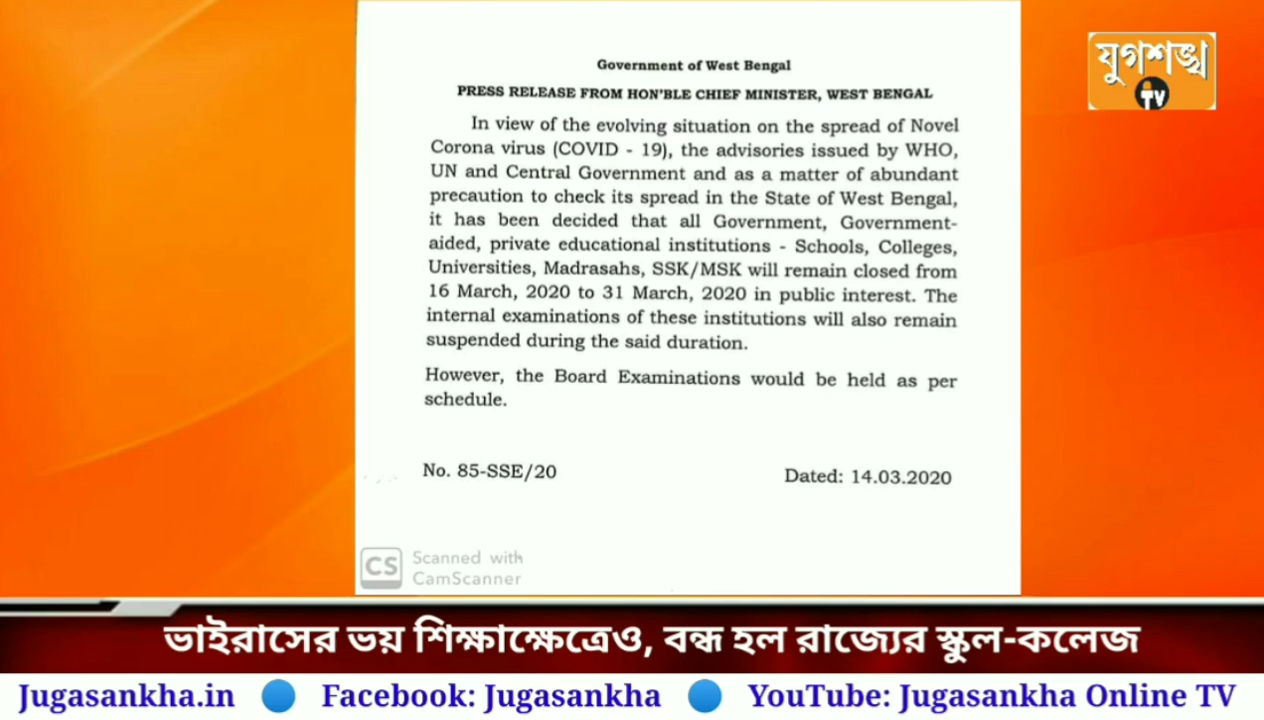 Government of West Bengal
PRESS RELEASE FROM HON'BLE CHIEF MINISTER, WEST BENGAL
In view of the evolving situation on the spread of Novel
Corona virus (COVID - 19), the advisories issued by WHO,
UN and Central Government and as a matter of abundant
precaution to check its spread in the State of West Bengal,
it has been decided that all Government, Government-
aided, private educational institutions - Schools, Colleges,
Universities, Madrasahs, SSK/MSK will remain closed from
16 March, 2020 to 31 March, 2020 in public interest. The
internal examinations of these institutions will also remain
suspended during the said duration.
However, the Board Examinations would be held as per
schedule.
No. 85-SSE/20 Dated: 14.03.2020
CS Scanned with
CamScanner
যুগশঙ্খ
TV
ভাইরাসের ভয় শিক্ষাক্ষেত্রেও, বন্ধ হল রাজ্যের স্কুল-কলেজ
Jugasankha.in Facebook: Jugasankha YouTube: Jugasankha Online TV